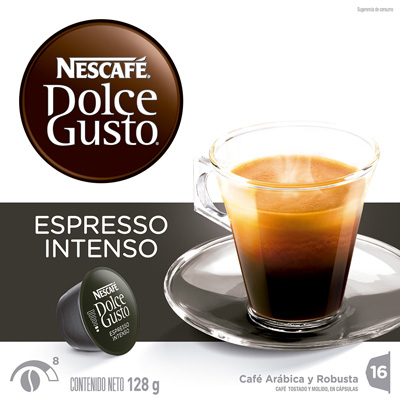 Sugerencia de consumo
NESCAFÉ®
Dolce
Gusto®
ESPRESSO
INTENSO
NESCAFÉ
Dolce
Gusto
ESPRESSO
INTENSO
8
CONTENIDO NETO 128 g
Café Arábica y Robusta
CAFÉ TOSTADO Y MOLIDO, EN CÁPSULAS
16